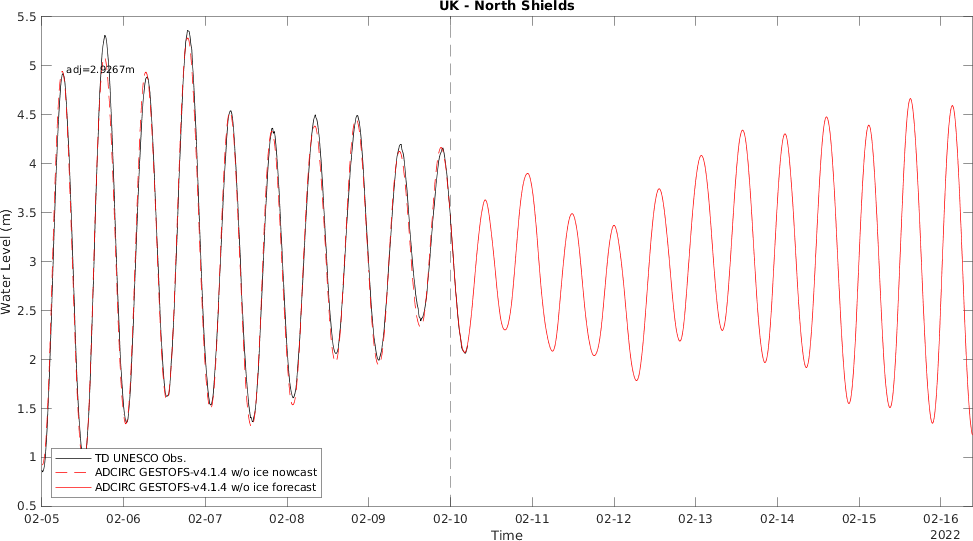 UK - North Shields
Water Level (m)
5.5
5
4.5
4
3.5
3
2.5
2
1.5
1
0.5
adj=2.9267m
TD UNESCO Obs.
ADCIRC GESTOFS-v4.1.4 w/o ice nowcast
ADCIRC GESTOFS-v4.1.4 w/o ice forecast
02-05 02-06 02-07 02-08 02-09 02-10 02-11 02-12 02-13 02-14 02-15 02-16
2022
Time